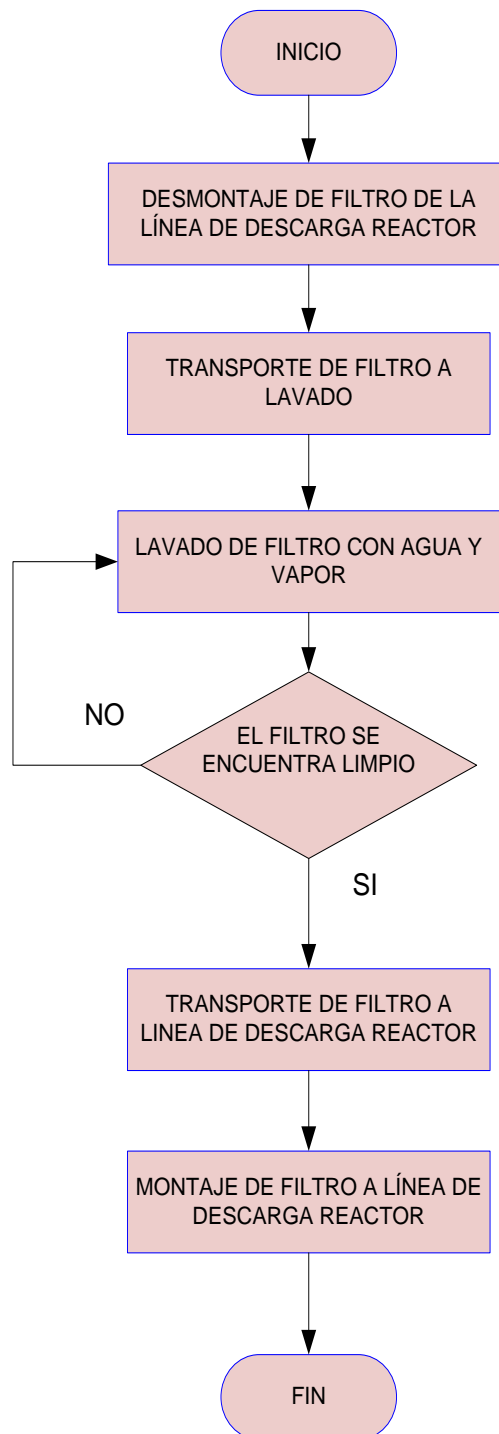 INICIO
DESMONTAJE DE FILTRO DE LA
LÍNEA DE DESCARGA REACTOR
TRANSPORTE DE FILTRO A
LAVADO
LAVADO DE FILTRO CON AGUA Y
VAPOR
NO
EL FILTRO SE
ENCUENTRA LIMPIO
SI
TRANSPORTE DE FILTRO A
LINEA DE DESCARGA REACTOR
MONTAJE DE FILTRO A LÍNEA DE
DESCARGA REACTOR
FIN